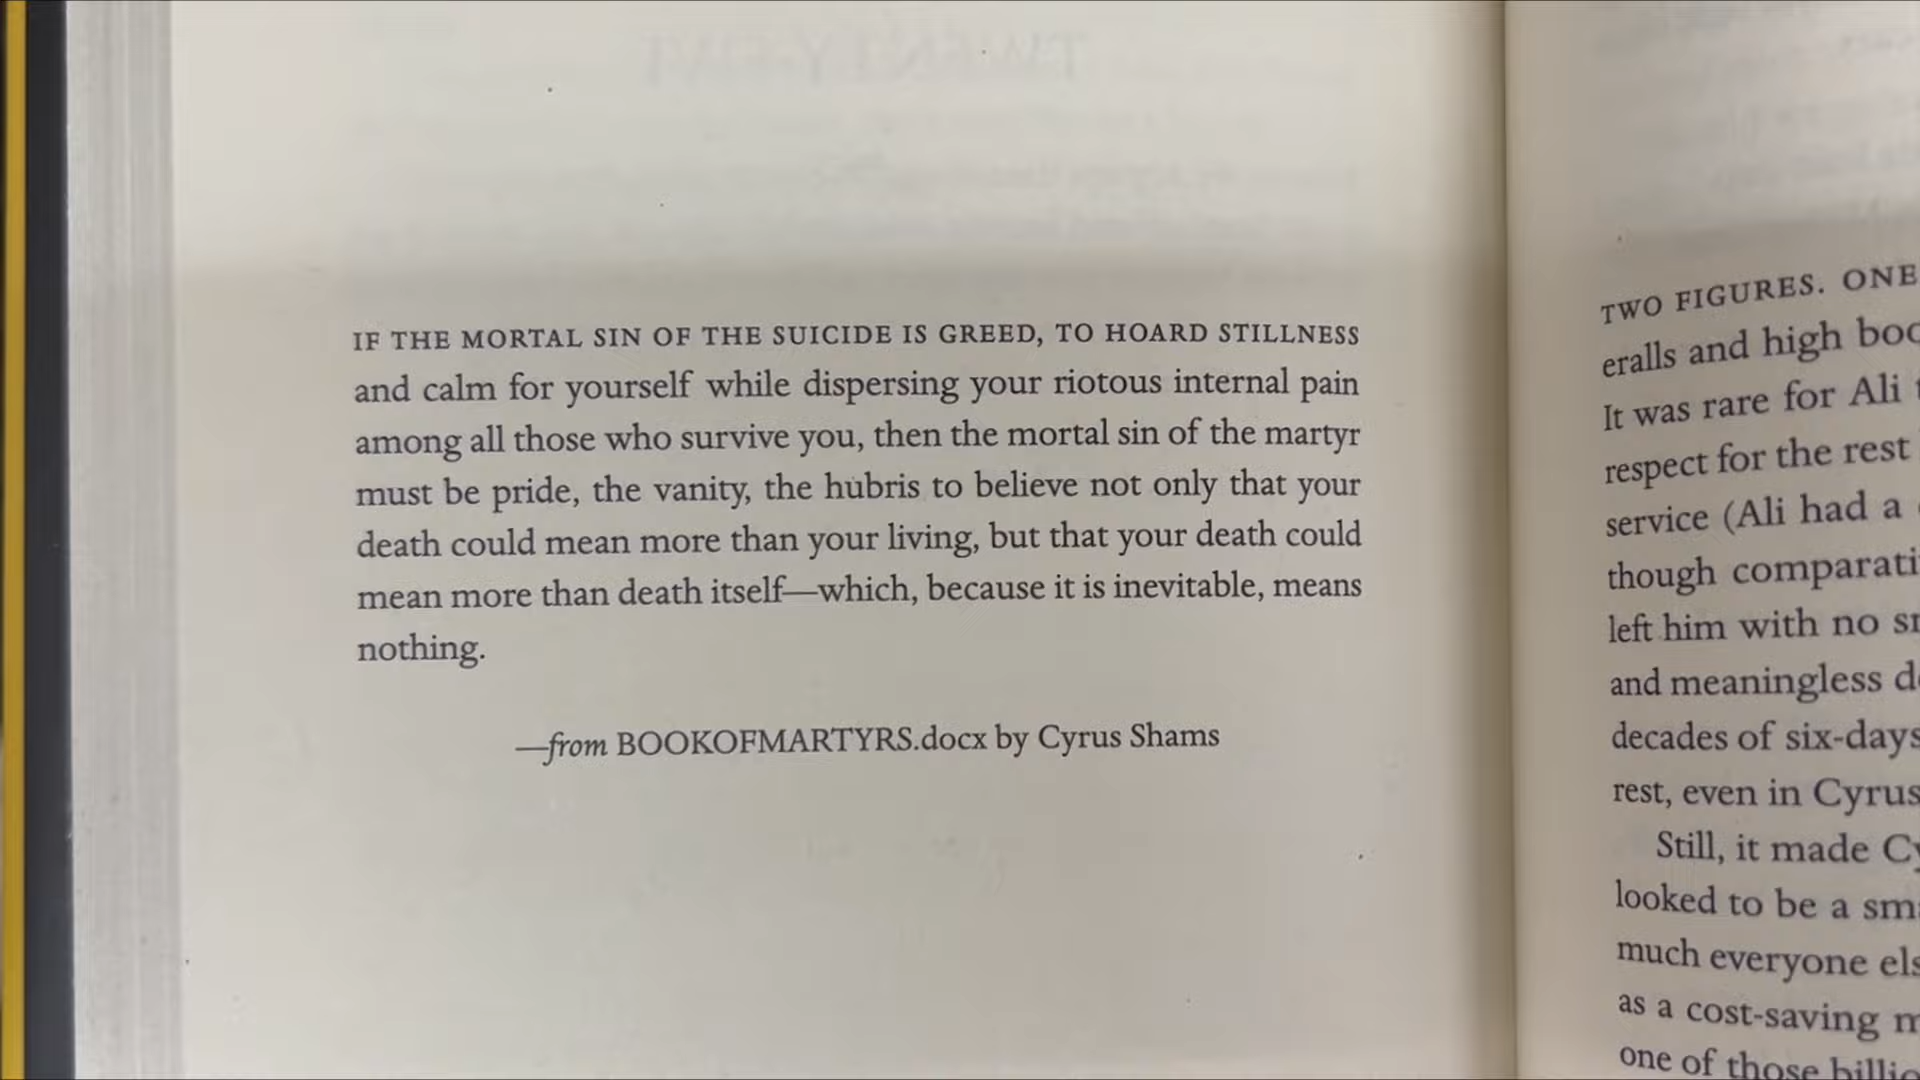 IF THE MORTAL SIN OF THE SUICIDE IS GREED, TO HOARD STILLNESS
and calm for yourself while dispersing your riotous internal pain
among all those who survive you, then the mortal sin of the martyr
must be pride, the vanity, the hubris to believe not only that your
death could mean more than your living, but that your death could
mean more than death itself—which, because it is inevitable, means
nothing.
—from BOOKOFMARTYRS.docx by Cyrus Shams
TWO FIGURES. ONE
eralls and high
It was rare for Ali
respect for the rest
service (Ali had a
though
left him with no
and meaningless
decades of six-days
rest, even in Cyrus
Still, it made
looked to be a
much everyone
as a cost-saving
one of those